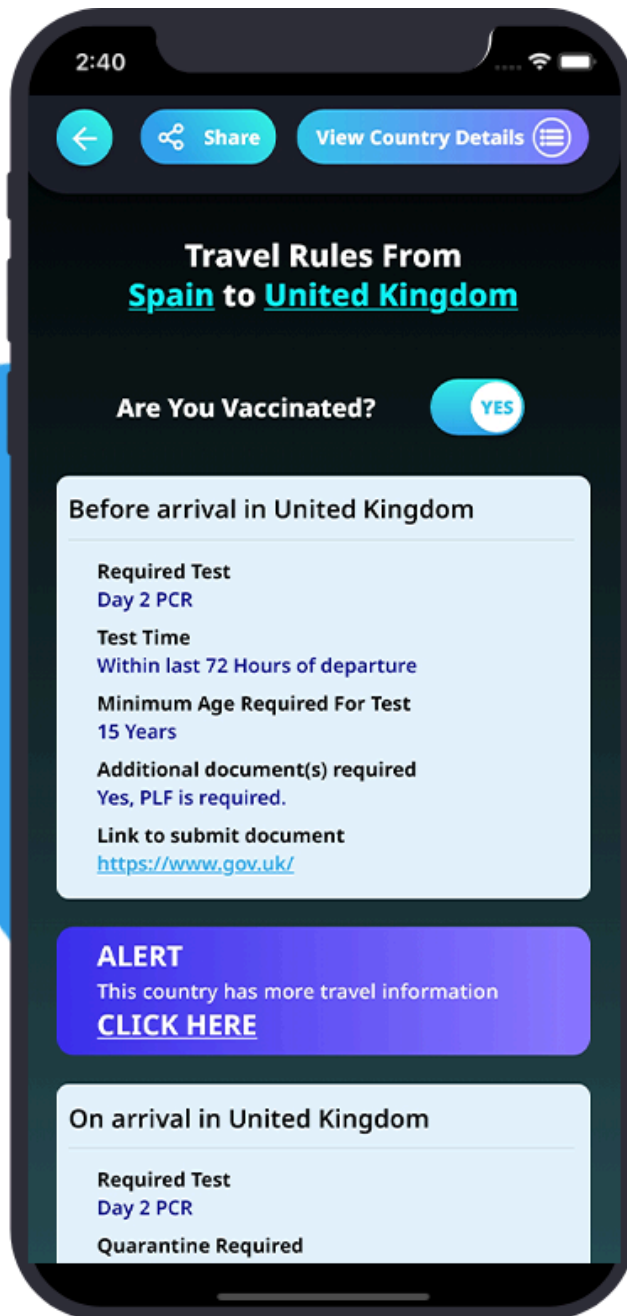 2:40
Share
View Country Details
Travel Rules From
Spain to United Kingdom
Are You Vaccinated?
YES
Before arrival in United Kingdom
Required Test
Day 2 PCR
Test Time
Within last 72 Hours of departure
Minimum Age Required For Test
15 Years
Additional document(s) required
Yes, PLF is required.
Link to submit document
https://www.gov.uk/
ALERT
This country has more travel information
CLICK HERE
On arrival in United Kingdom
Required Test
Day 2 PCR
Quarantine Required